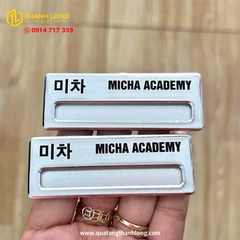 THANH LONG
0914 717 359
미차 MICHA ACADEMY
미차 MICHA ACADEMY
www.quatangthanhlong.com